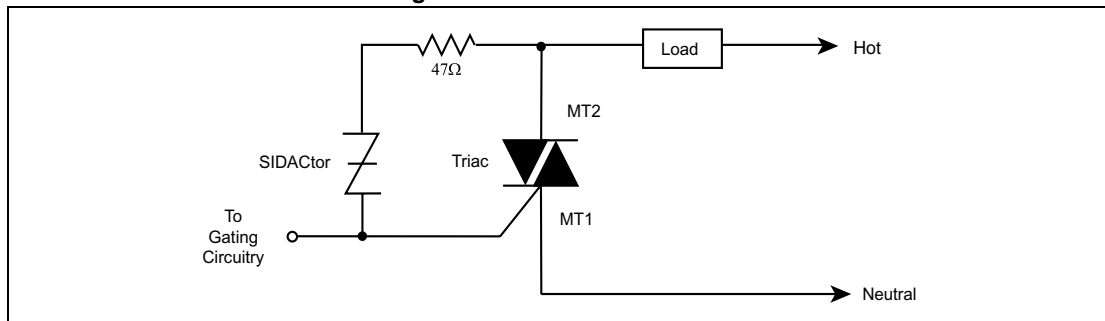 47Ω
Load
Hot
MT2
SIDACtor
Triac
MT1
To
Gating
Circuitry
Neutral